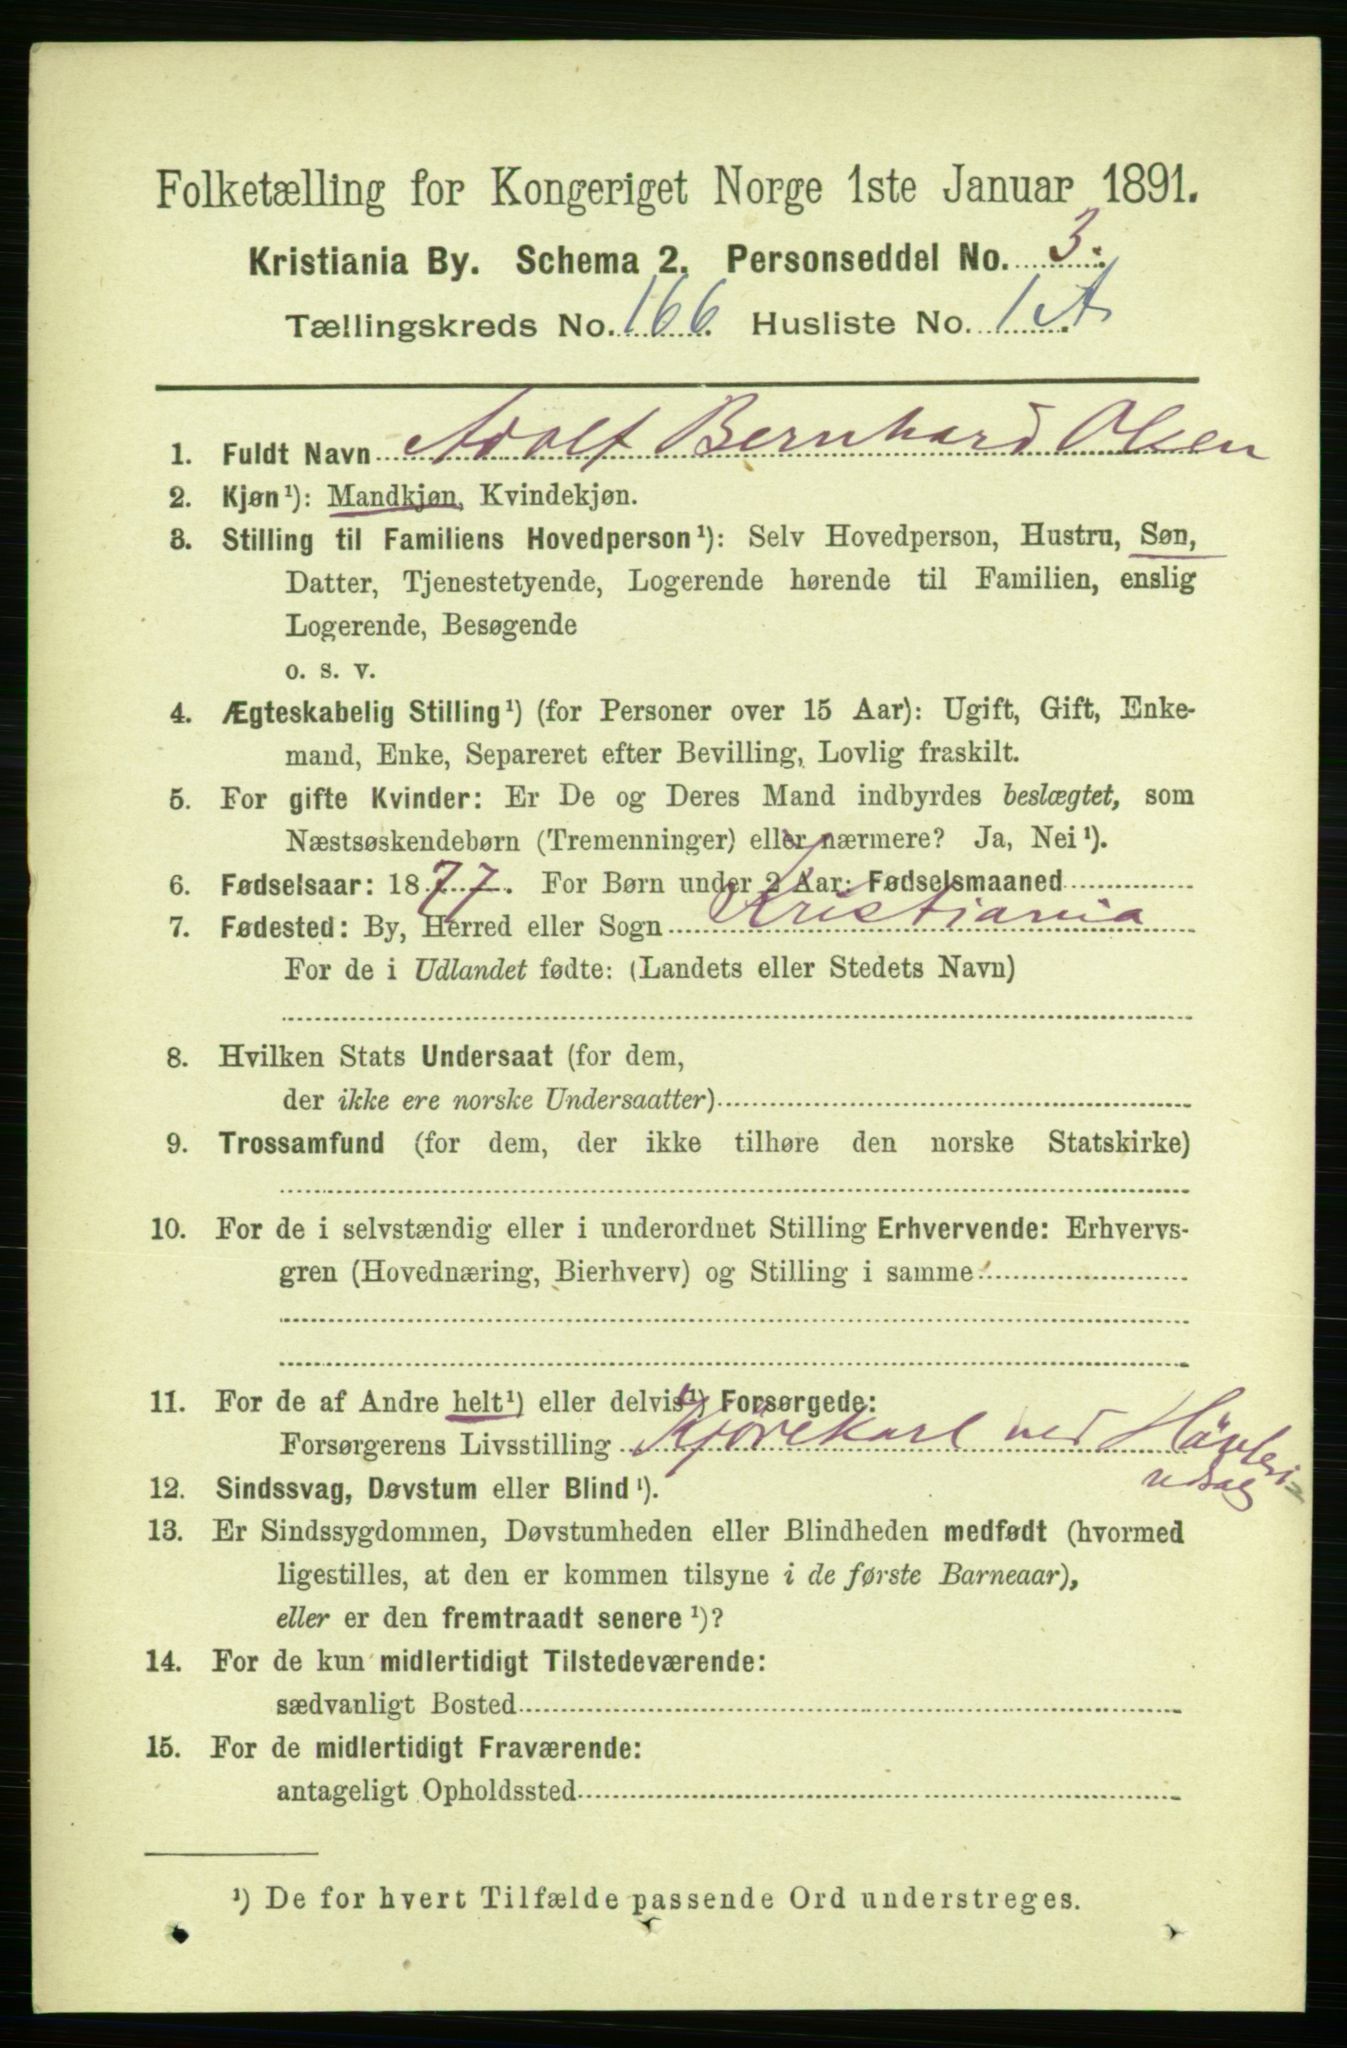 Folketælling for Kongeriget Norge 1ste Januar 1891.
Kristiania By. Schema 2. Personseddel No. 3.
Tællingskreds No. 166. Husliste No. 1 A.
1. Fuldt Navn Adolf Bernhard Olsen
2. Kjøn¹): Mandkjøn, Kvindekjøn.
3. Stilling til Familiens Hovedperson¹): Selv Hovedperson, Hustru, Søn,
Datter, Tjenestetyende, Logerende hørende til Familien, enslig
Logerende, Besøgende
o. s. v.
4. Ægteskabelig Stilling¹) (for Personer over 15 Aar): Ugift, Gift, Enke-
mand, Enke, Separeret efter Bevilling, Lovlig fraskilt.
5. For gifte Kvinder: Er De og Deres Mand indbyrdes beslægtet, som
Næstsøskendebørn (Tremenninger) eller nærmere? Ja, Nei¹).
6. Fødselsaar: 1877. For Børn under 2 Aar: Fødselsmaaned
7. Fødested: By, Herred eller Sogn Kristiania
For de i Udlandet fødte: (Landets eller Stedets Navn)
8. Hvilken Stats Undersaat (for dem,
der ikke ere norske Undersaatter)
9. Trossamfund (for dem, der ikke tilhøre den norske Statskirke)
10. For de i selvstændig eller i underordnet Stilling Erhvervende: Erhvervs-
gren (Hovednæring, Bierhverv) og Stilling i samme
11. For de af Andre helt¹) eller delvis¹) Forsørgede:
Forsørgerens Livsstilling Kjörekarl ved
12. Sindssvag, Døvstum eller Blind¹).
13. Er Sindssygdommen, Døvstumheden eller Blindheden medfødt (hvormed
ligestilles, at den er kommen tilsyne i de første Barneaar),
eller er den fremtraadt senere¹)?
14. For de kun midlertidigt Tilstedeværende:
sædvanligt Bosted
15. For de midlertidigt Fraværende:
antageligt Opholdssted
¹) De for hvert Tilfælde passende Ord understreges.